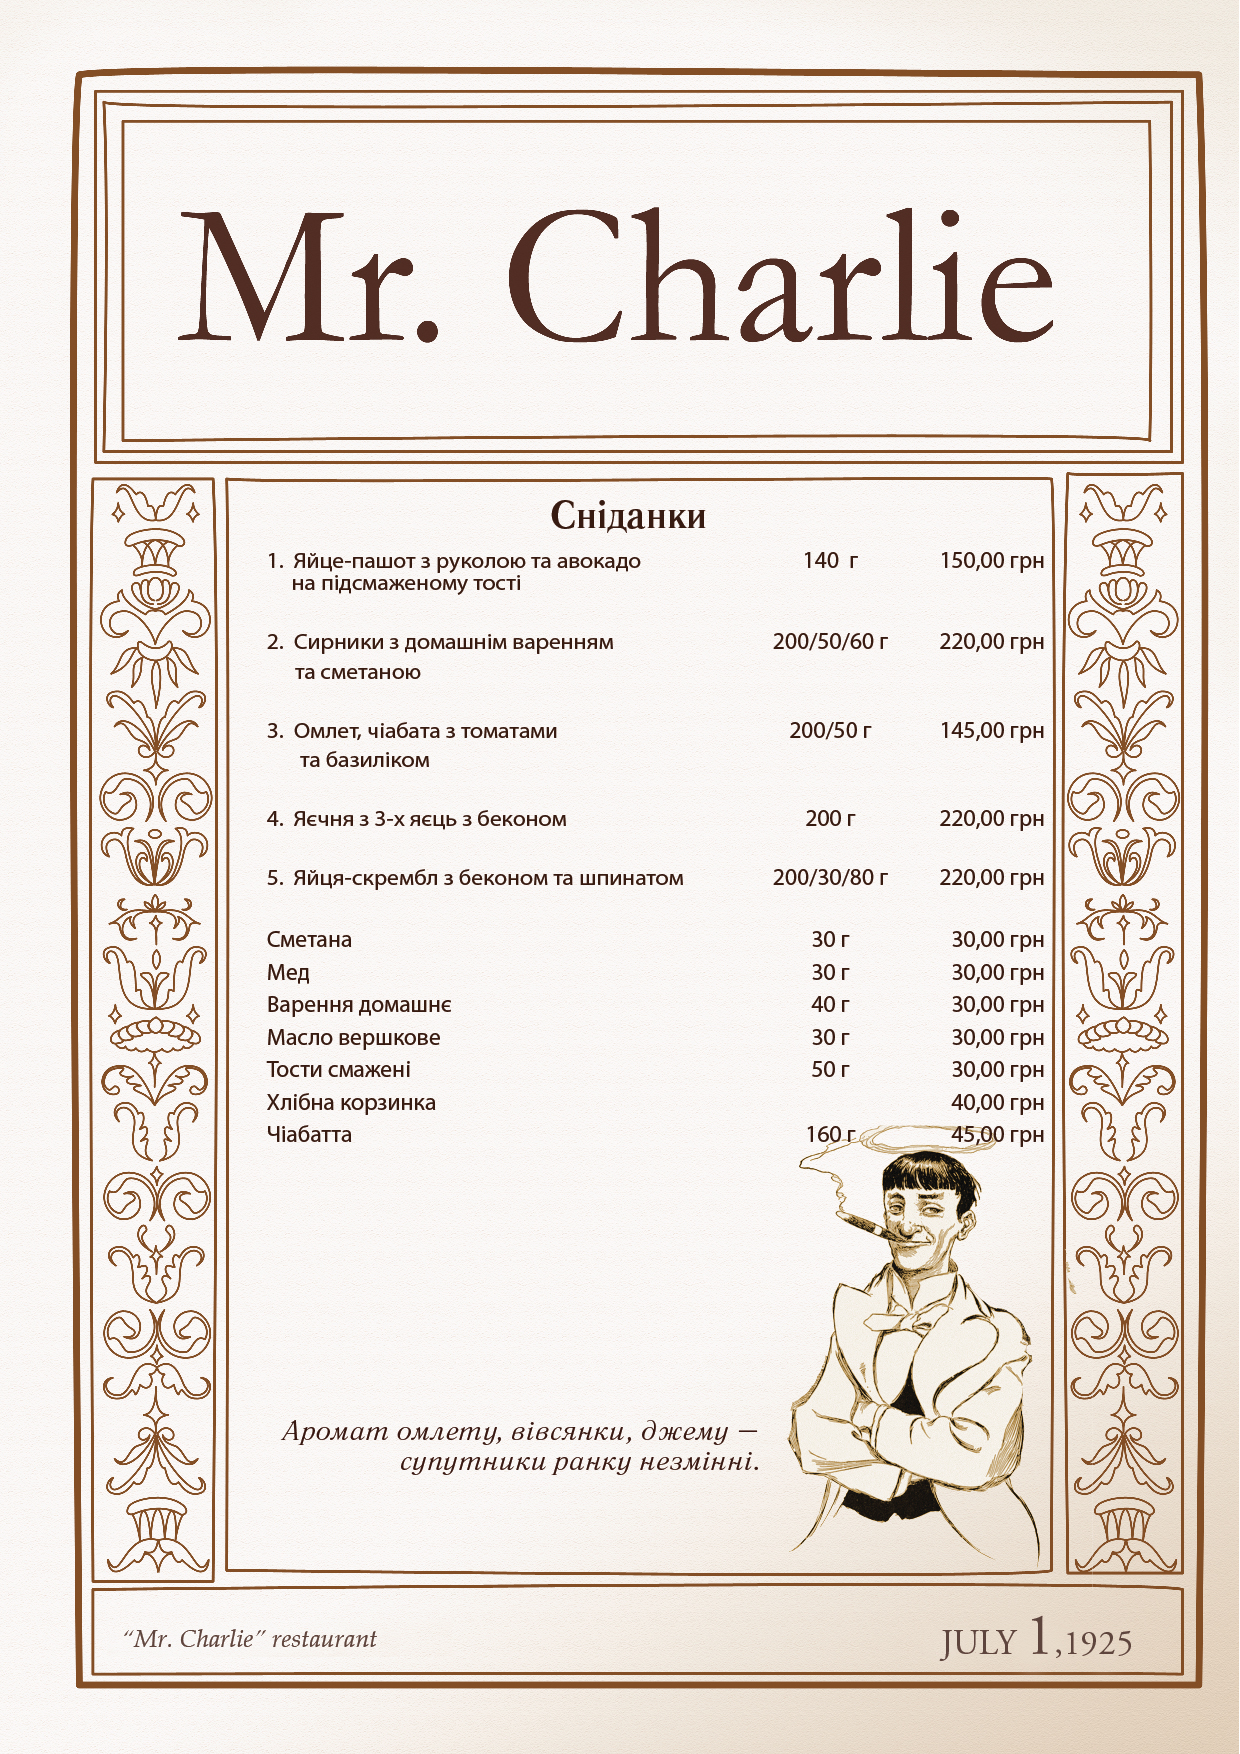 Mr. Charlie
Сніданки
1. Яйце-пашот з руколою та авокадо 140 г 150,00 грн
на підсмаженому тості
2. Сирники з домашнім варенням 200/50/60 г 220,00 грн
та сметаною
3. Омлет, чіабата з томатами 200/50 г 145,00 грн
та базиліком
4. Яєчня з 3-х яєць з беконом 200 г 220,00 грн
5. Яйця-скрембл з беконом та шпинатом 200/30/80 г 220,00 грн
Сметана 30 г 30,00 грн
Мед 30 г 30,00 грн
Варення домашнє 40 г 30,00 грн
Масло вершкове 30 г 30,00 грн
Тости смажені 50 г 30,00 грн
Хлібна корзинка 40,00 грн
Чіабатта 160 г 45,00 грн
Аромат омлету, вівсянки, джему –
супутники ранку незмінні.
“Mr. Charlie” restaurant JULY 1,1925